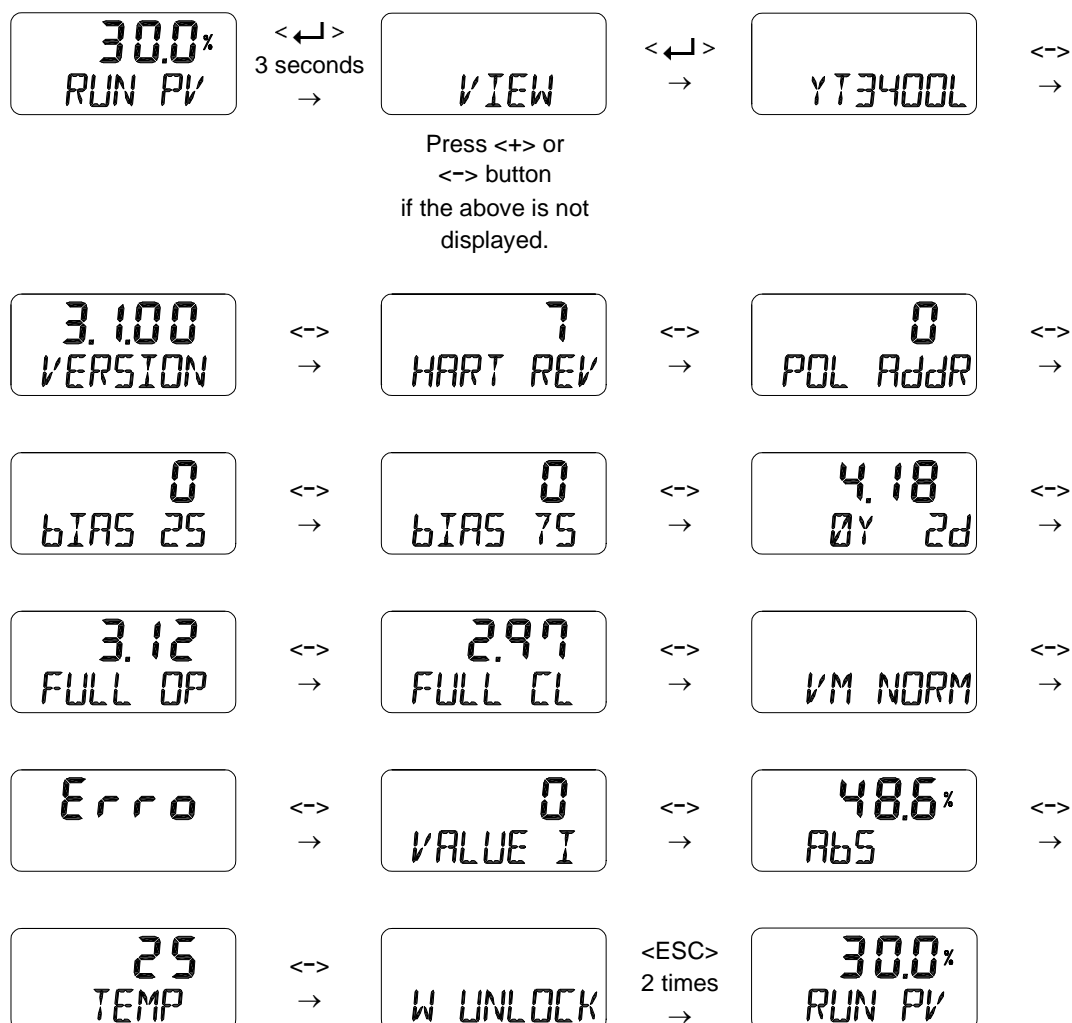 30.0%
RUN PV
<↵>
3 seconds
→
VIEW
<↵>
→
YT3400L
<->
→
Press <+> or
<-> button
if the above is not
displayed.
3.1.00
VERSION
<->
→
7
HART REV
<->
→
0
POL AddR
<->
→
0
bIAS 25
<->
→
0
bIAS 75
<->
→
4.18
0Y 2d
<->
→
3.12
FULL OP
<->
→
2.97
FULL CL
<->
→
VM NORM
<->
→
Erro
<->
→
0
VALUE I
<->
→
48.6%
AbS
<->
→
25
TEMP
<->
→
W UNLOCK
<ESC>
2 times
→
30.0%
RUN PV